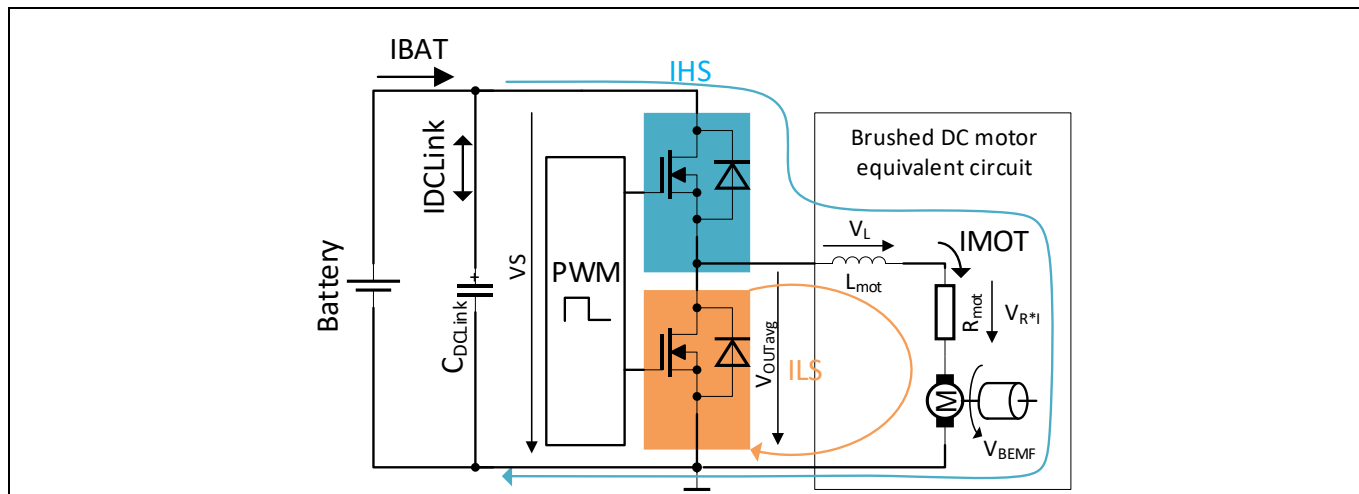 IBAT
IHS
Brushed DC motor
equivalent circuit
IDCLink
VS
PWM
Battery
+
CDCLink
VL
IMOT
Lmot
Rmot
VR*I
VOUTavg
ILS
M
VBEMF